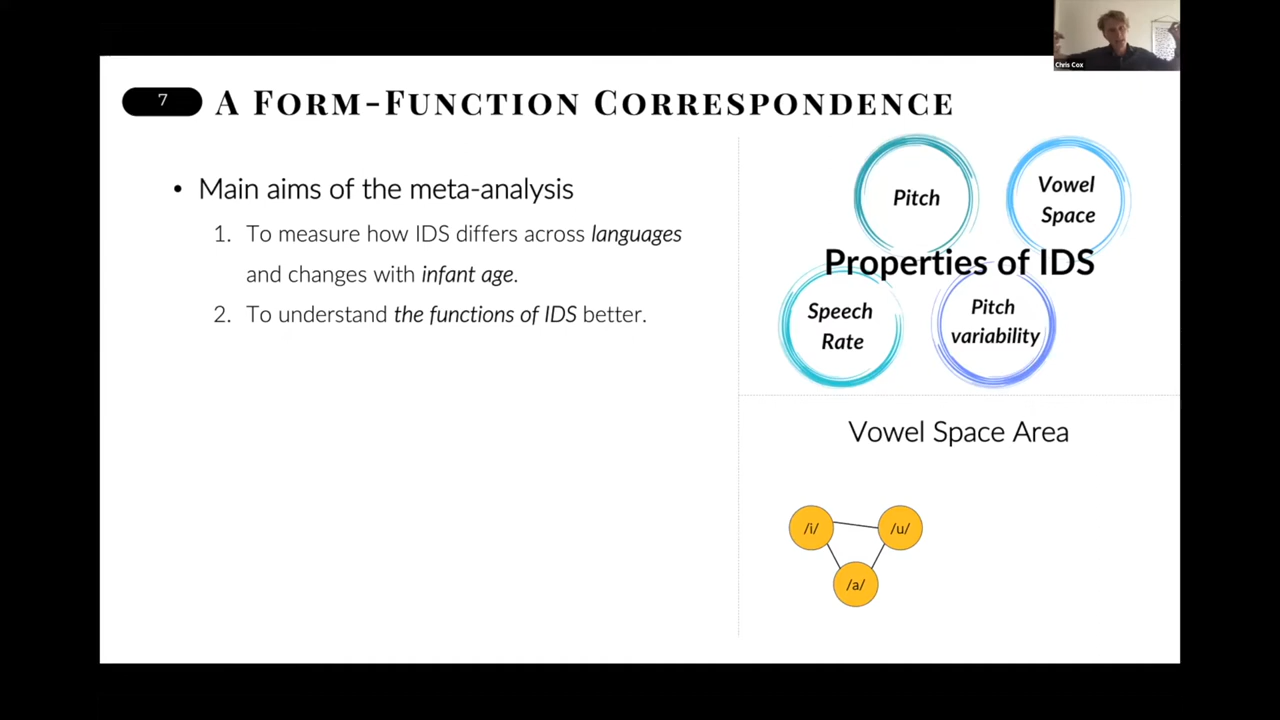 Chris Cox
7
A Form-Function Correspondence
• Main aims of the meta-analysis
1. To measure how IDS differs across languages
and changes with infant age.
2. To understand the functions of IDS better.
Pitch
Vowel
Space
Properties of IDS
Speech
Rate
Pitch
variability
Vowel Space Area
/i/
/u/
/a/